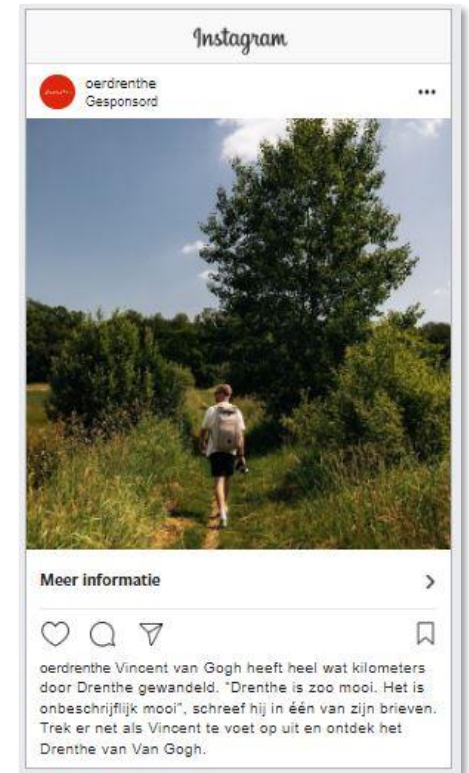 Instagram
oerdrenthe
Gesponsord
Meer informatie
oerdrenthe Vincent van Gogh heeft heel wat kilometers
door Drenthe gewandeld. "Drenthe is zoo mooi. Het is
onbeschrijflijk mooi", schreef hij in één van zijn brieven.
Trek er net als Vincent te voet op uit en ontdek het
Drenthe van Van Gogh.